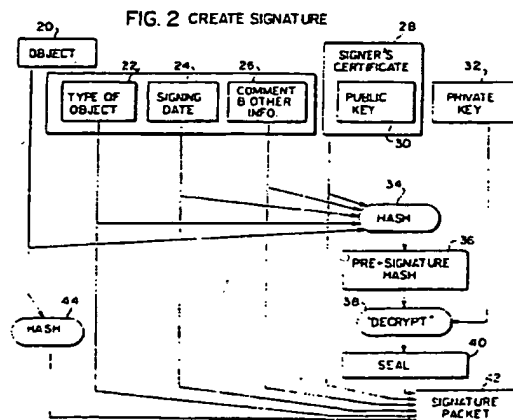 FIG. 2 CREATE SIGNATURE
20
28
OBJECT
22
24
26
SIGNER'S
CERTIFICATE
32
TYPE OF
OBJECT
SIGNING
DATE
COMMENT
& OTHER
INFO.
PUBLIC
KEY
PRIVATE
KEY
30
34
HASH
36
PRE-SIGNATURE
HASH
44
HASH
38
"DECRYPT"
40
SEAL
42
SIGNATURE
PACKET